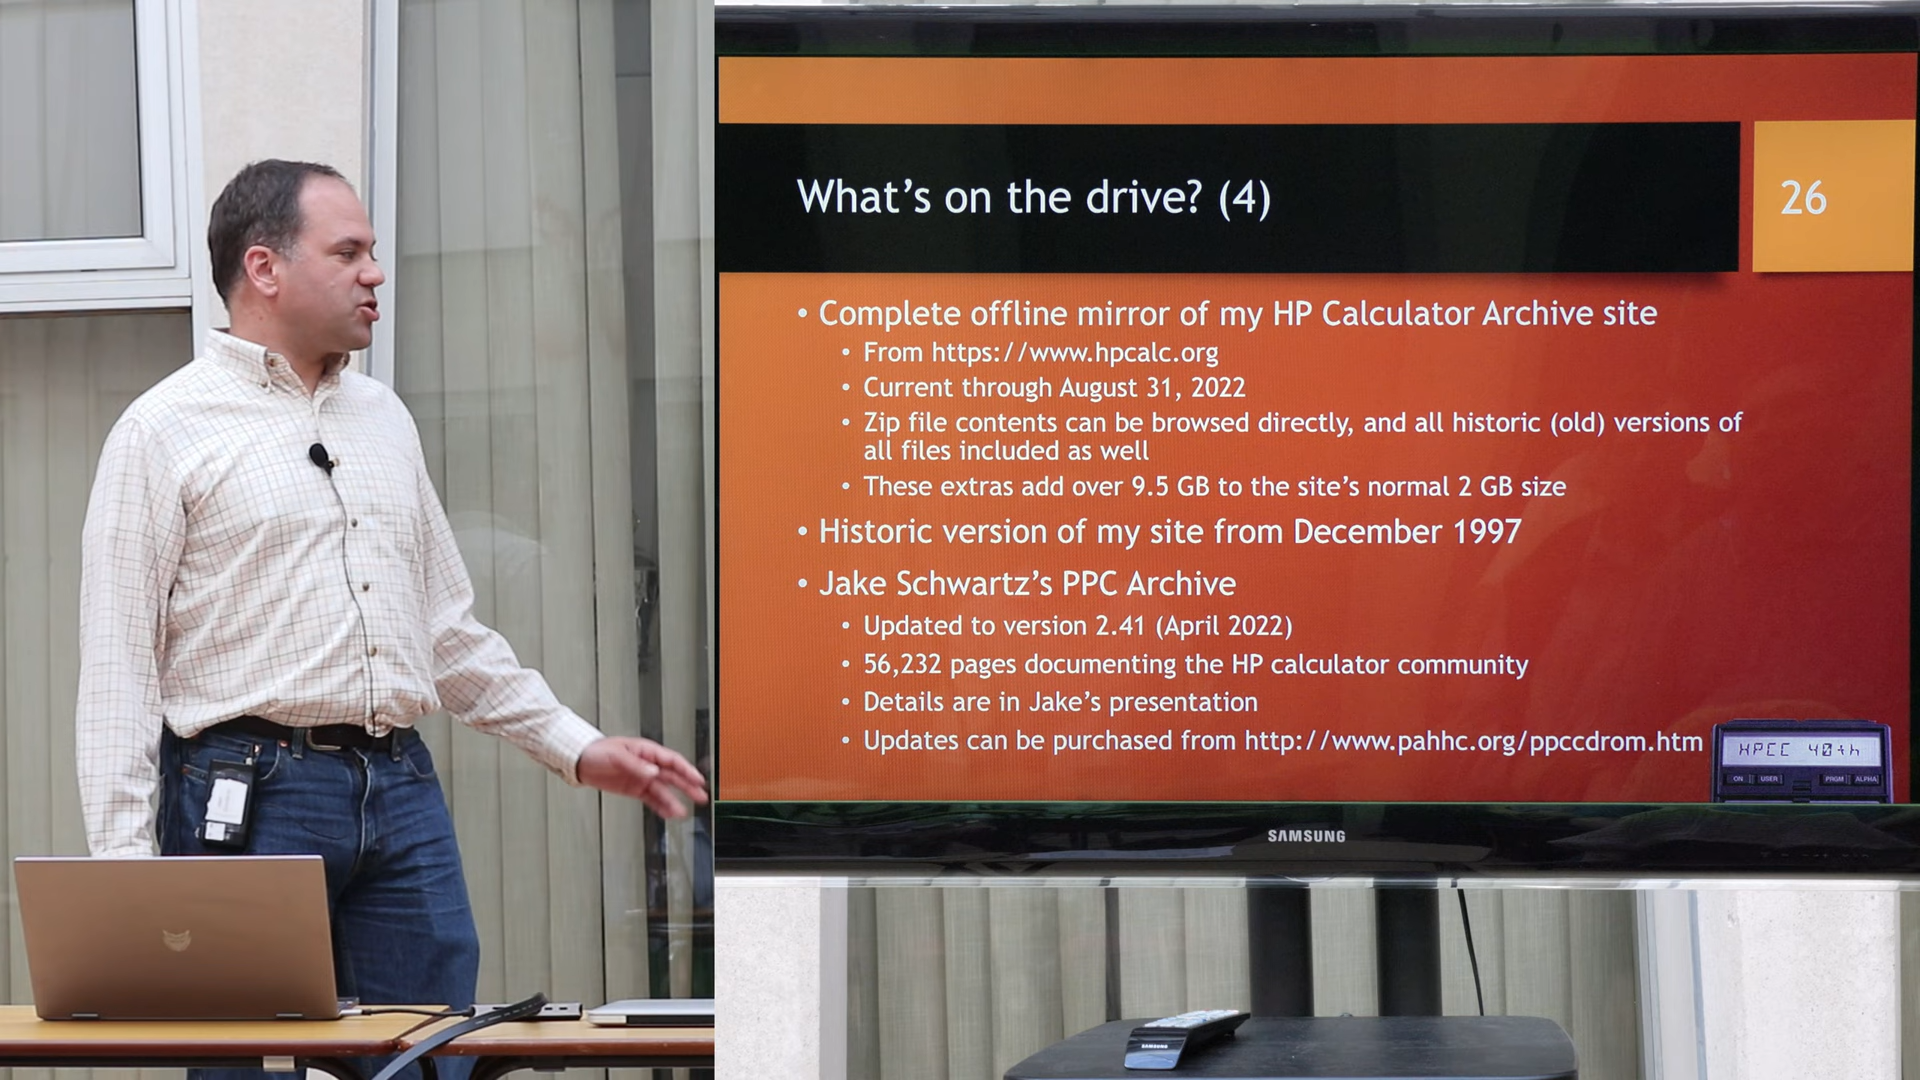 What's on the drive? (4)
26
• Complete offline mirror of my HP Calculator Archive site
• From https://www.hpcalc.org
• Current through August 31, 2022
• Zip file contents can be browsed directly, and all historic (old) versions of
all files included as well
• These extras add over 9.5 GB to the site's normal 2 GB size
• Historic version of my site from December 1997
• Jake Schwartz's PPC Archive
• Updated to version 2.41 (April 2022)
• 56,232 pages documenting the HP calculator community
• Details are in Jake's presentation
• Updates can be purchased from http://www.pahhc.org/ppccdrom.htm
HPCC 40th
ON USER PRGM ALPHA
SAMSUNG
SAMSUNG